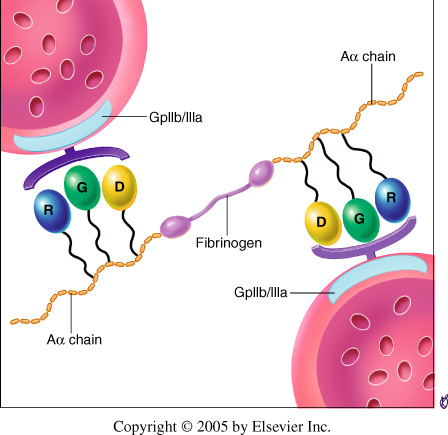 Aα chain
GpIIb/IIIa
R
G
D
Fibrinogen
D
G
R
GpIIb/IIIa
Aα chain
Copyright © 2005 by Elsevier Inc.